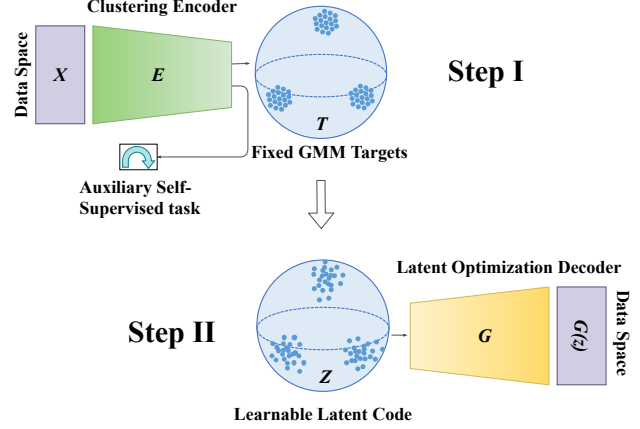 Clustering Encoder
Data Space
X
E
T
Step I
Fixed GMM Targets
Auxiliary Self-
Supervised task
Latent Optimization Decoder
Step II
Z
G
G(z)
Data Space
Learnable Latent Code